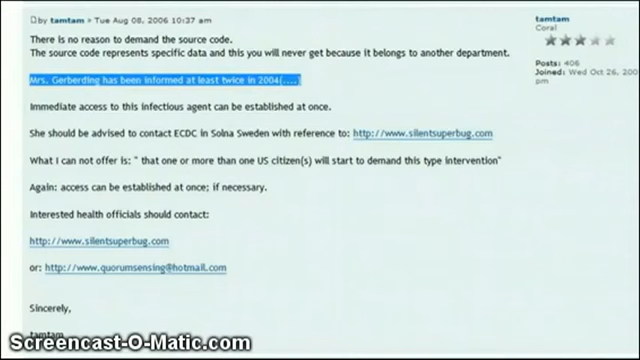 by tamtam » Tue Aug 08, 2006 10:37 am
There is no reason to demand the source code.
The source code represents specific data and this you will never get because it belongs to another department.
Mrs. Gerberding has been informed at least twice in 2004(....)
Immediate access to this infectious agent can be established at once.
She should be advised to contact ECDC in Solna Sweden with reference to: http://www.silentsuperbug.com
What I can not offer is: " that one or more than one US citizen(s) will start to demand this type intervention"
Again: access can be established at once; if necessary.
Interested health officials should contact:
http://www.silentsuperbug.com
or: http://www.quorumsensing@hotmail.com
Sincerely,
tamtam
tamtam
Coral
Posts: 406
Joined: Wed Oct 26, 200
pm
Screencast-O-Matic.com